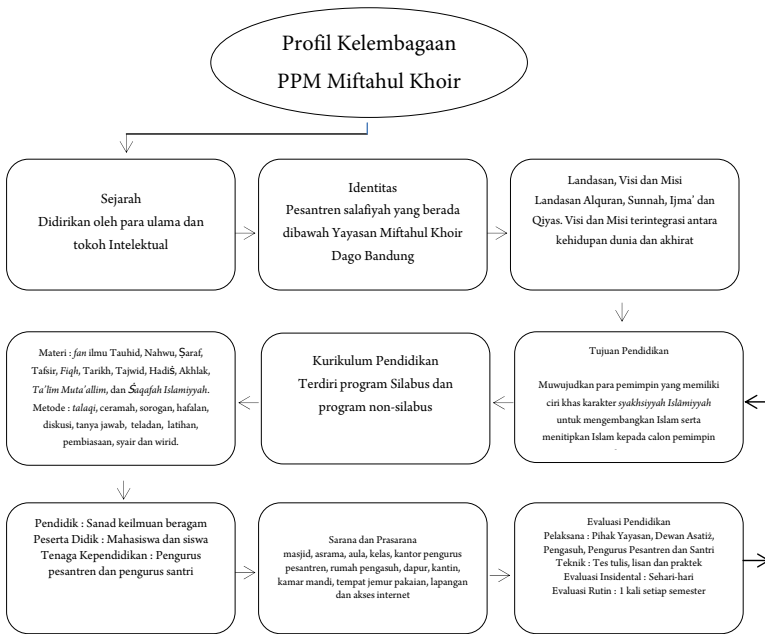 Profil Kelembagaan
PPM Miftahul Khoir
Sejarah
Didirikan oleh para ulama dan
tokoh Intelektual
Identitas
Pesantren salafiyah yang berada
dibawah Yayasan Miftahul Khoir
Dago Bandung
Landasan, Visi dan Misi
Landasan Alquran, Sunnah, Ijma’ dan
Qiyas. Visi dan Misi terintegrasi antara
kehidupan dunia dan akhirat
Tujuan Pendidikan
Muwujudkan para pemimpin yang memiliki
ciri khas karakter syakhsiyyah Islāmiyyah
untuk mengembangkan Islam serta
menitipkan Islam kepada calon pemimpin
Kurikulum Pendidikan
Terdiri program Silabus dan
program non-silabus
Materi : fan ilmu Tauhid, Nahwu, Ṣaraf,
Tafsir, Fiqh, Tarikh, Tajwid, Hadiṡ, Akhlak,
Ta’lim Muta’allim, dan Ṡaqafah Islamiyyah.
Metode : talaqi, ceramah, sorogan, hafalan,
diskusi, tanya jawab, teladan, latihan,
pembiasaan, syair dan wirid.
Pendidik : Sanad keilmuan beragam
Peserta Didik : Mahasiswa dan siswa
Tenaga Kependidikan : Pengurus
pesantren dan pengurus santri
Sarana dan Prasarana
masjid, asrama, aula, kelas, kantor pengurus
pesantren, rumah pengasuh, dapur, kantin,
kamar mandi, tempat jemur pakaian, lapangan
dan akses internet
Evaluasi Pendidikan
Pelaksana : Pihak Yayasan, Dewan Asatiż,
Pengasuh, Pengurus Pesantren dan Santri
Teknik : Tes tulis, lisan dan praktek
Evaluasi Insidental : Sehari-hari
Evaluasi Rutin : 1 kali setiap semester